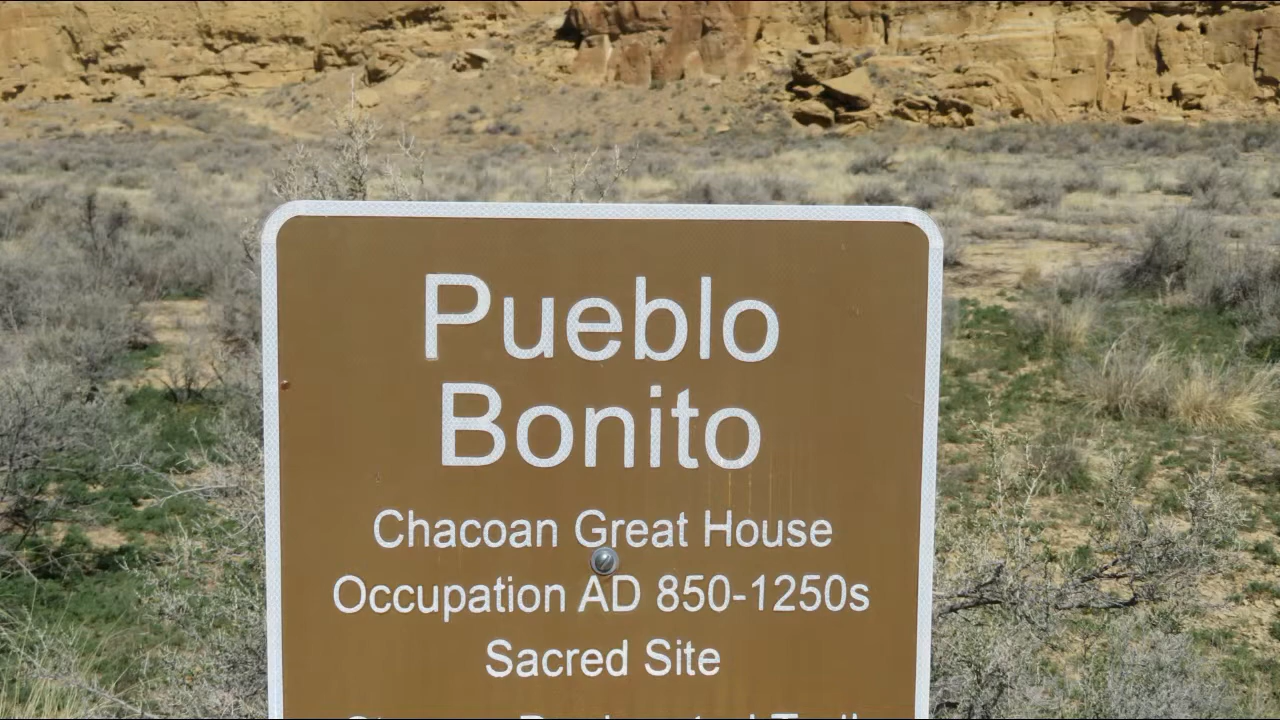 Pueblo
Bonito
Chacoan Great House
Occupation AD 850-1250s
Sacred Site